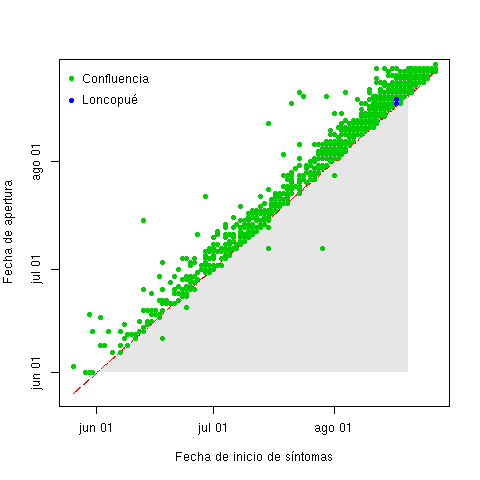 Confluencia
Loncopué
Fecha de apertura
ago 01
jul 01
jun 01
jun 01 jul 01 ago 01
Fecha de inicio de síntomas